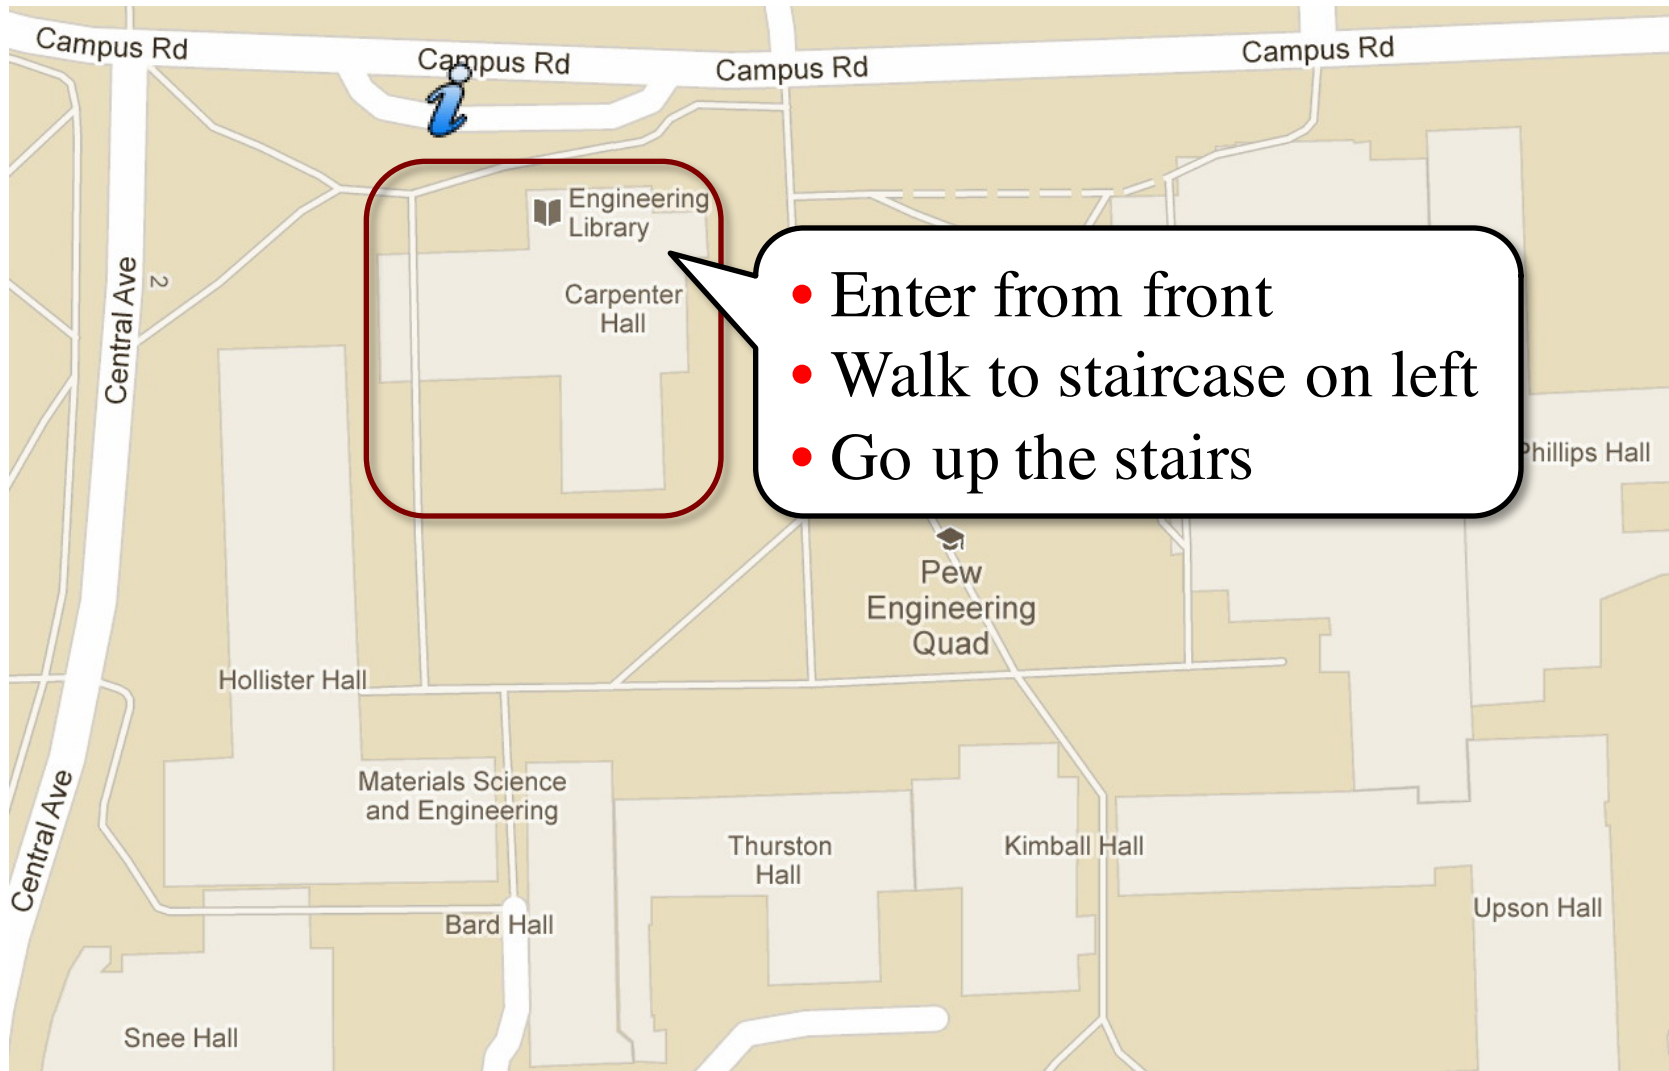 Campus Rd
Campus Rd
Campus Rd
Campus Rd
i
Engineering
Library
Central Ave
2
Carpenter
Hall
• Enter from front
• Walk to staircase on left
• Go up the stairs
Phillips Hall
Pew
Engineering
Quad
Hollister Hall
Materials Science
and Engineering
Central Ave
Thurston
Hall
Kimball Hall
Upson Hall
Bard Hall
Snee Hall